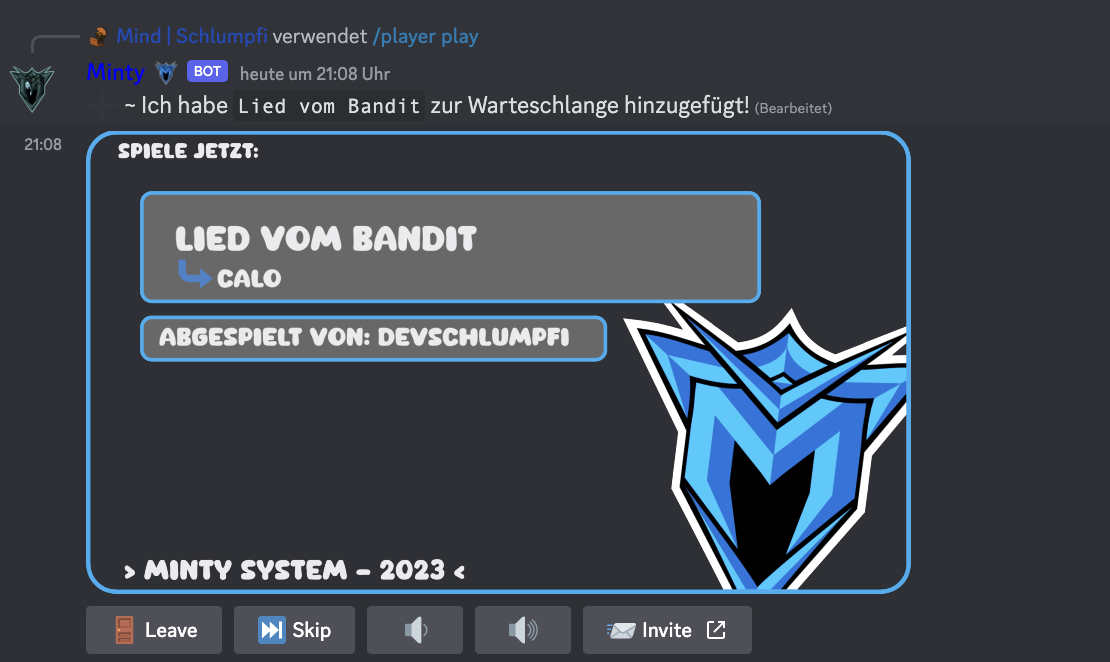 Mind | Schlumpfi verwendet /player play
Minty BOT heute um 21:08 Uhr
~ Ich habe Lied vom Bandit zur Warteschlange hinzugefügt! (Bearbeitet)
21:08
SPIELE JETZT:
LIED VOM BANDIT
CALO
ABGESPIELT VON: DEVSCHLUMPFI
> MINTY SYSTEM - 2023 <
Leave Skip Invite